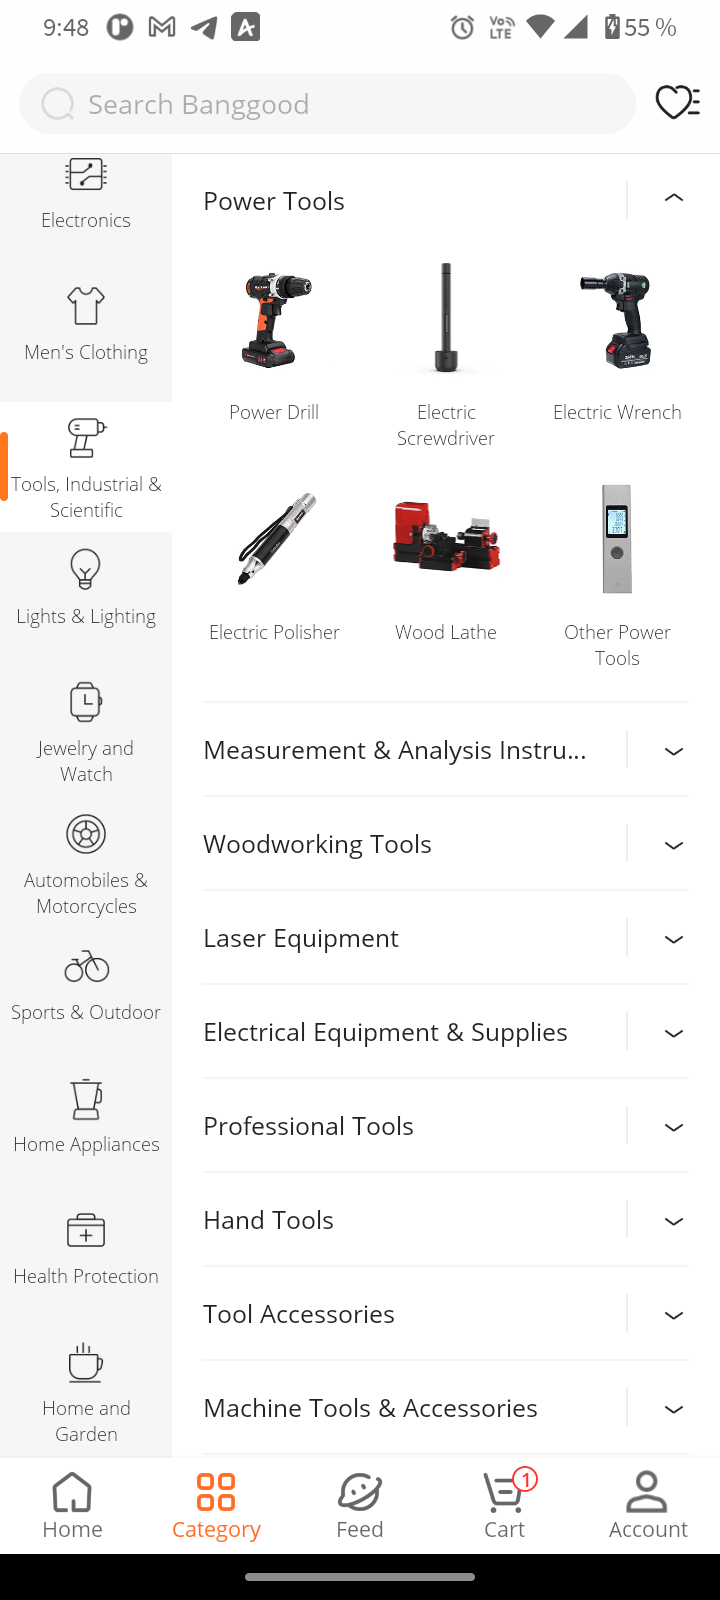 9:48
Vo LTE
55 %
Search Banggood
Electronics
Men's Clothing
Tools, Industrial &
Scientific
Lights & Lighting
Jewelry and
Watch
Automobiles &
Motorcycles
Sports & Outdoor
Home Appliances
Health Protection
Home and
Garden
Power Tools
Power Drill
Electric
Screwdriver
Electric Wrench
Electric Polisher
Wood Lathe
Other Power
Tools
Measurement & Analysis Instru...
Woodworking Tools
Laser Equipment
Electrical Equipment & Supplies
Professional Tools
Hand Tools
Tool Accessories
Machine Tools & Accessories
Home
Category
Feed
1
Cart
Account